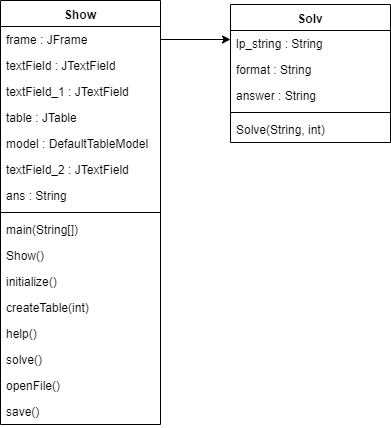 Show
frame : JFrame
textField : JTextField
textField_1 : JTextField
table : JTable
model : DefaultTableModel
textField_2 : JTextField
ans : String
main(String[])
Show()
initialize()
createTable(int)
help()
solve()
openFile()
save()
Solv
lp_string : String
format : String
answer : String
Solve(String, int)